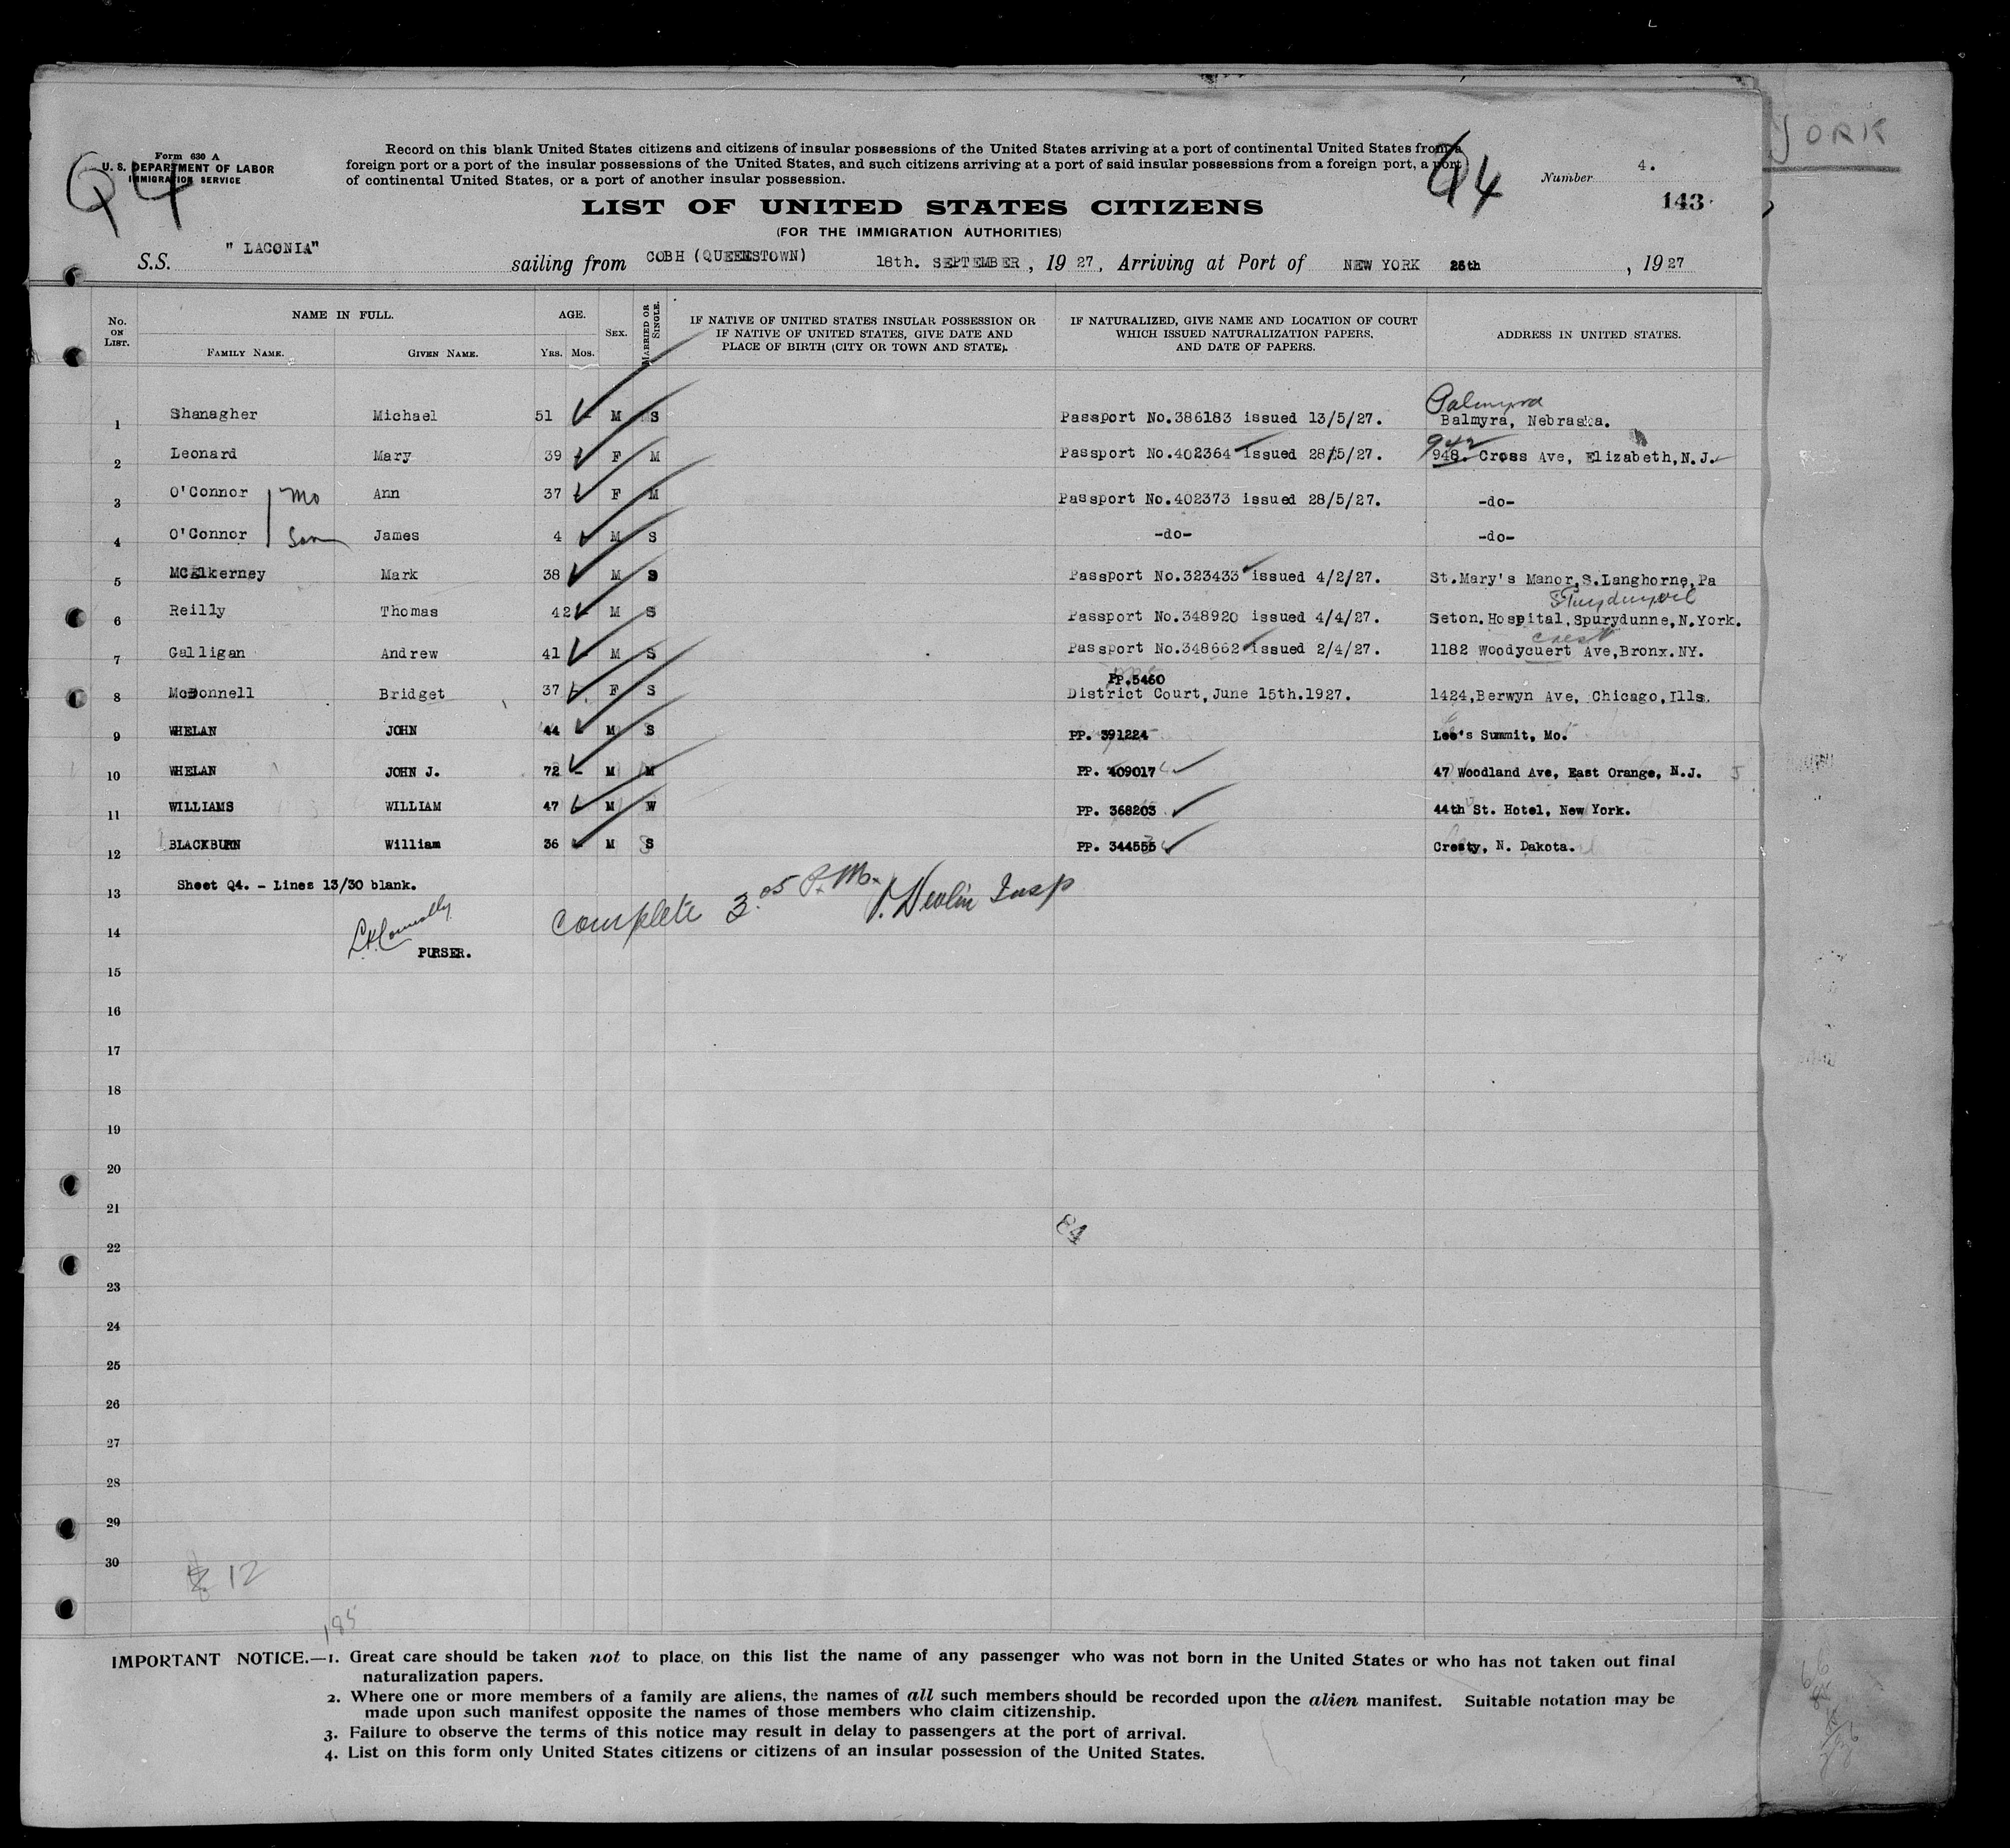 YORK
Form 630 A
U. S. DEPARTMENT OF LABOR
IMMIGRATION SERVICE
Q4
Record on this blank United States citizens and citizens of insular possessions of the United States arriving at a port of continental United States from a
foreign port or a port of the insular possessions of the United States, and such citizens arriving at a port of said insular possessions from a foreign port, a port
of continental United States, or a port of another insular possession.
Q4
Number 4.
143
LIST OF UNITED STATES CITIZENS
(FOR THE IMMIGRATION AUTHORITIES)
S.S. "LACONIA" sailing from COBH (QUEENSTOWN) 18th. SEPTEMBER, 1927, Arriving at Port of NEW YORK 26th, 1927
No. ON LIST. NAME IN FULL. AGE. SEX. MARRIED OR SINGLE. IF NATIVE OF UNITED STATES INSULAR POSSESSION OR IF NATIVE OF UNITED STATES, GIVE DATE AND PLACE OF BIRTH (CITY OR TOWN AND STATE). IF NATURALIZED, GIVE NAME AND LOCATION OF COURT WHICH ISSUED NATURALIZATION PAPERS, AND DATE OF PAPERS. ADDRESS IN UNITED STATES.
FAMILY NAME. GIVEN NAME. YRS. MOS.
Palmyra
1 Shanagher Michael 51 - M S Passport No.386183 issued 13/5/27. Balmyra, Nebraska.
942
2 Leonard Mary 39 F M Passport No.402364 issued 28/5/27. 948. Cross Ave, Elizabeth,N.J.
3 O'Connor Mo Ann 37 F M Passport No.402373 issued 28/5/27. -do-
4 O'Connor Son James 4 M S -do- -do-
5 McElkerney Mark 38 M S Passport No.323433 issued 4/2/27. St.Mary's Manor,S.Langhorne,Pa
6 Reilly Thomas 42 M S Passport No.348920 issued 4/4/27. Seton.Hospital,Spurydunne,N.York.
crest
7 Galligan Andrew 41 - M S Passport No.348662 issued 2/4/27. 1182 Woodycuert Ave,Bronx.NY.
PP.5460
8 McDonnell Bridget 37 - F S District Court,June 15th.1927. 1424,Berwyn Ave, Chicago,Ills.
9 WHELAN JOHN 44 - M S PP. 391224 Lee's Summit, Mo.
10 WHELAN JOHN J. 72 - M M PP. 409017 47 Woodland Ave, East Orange, N.J.
11 WILLIAMS WILLIAM 47 - M W PP. 368203 44th St. Hotel, New York.
12 BLACKBURN William 36 - M S PP. 344555 Cresty, N. Dakota.
13 Sheet Q4. - Lines 13/30 blank.
complete 3.05 P.M. J. Devlin Insp
14
PURSER.
15
16
17
18
19
20
21
84
22
23
24
25
26
27
28
29
30
12
185
IMPORTANT NOTICE.—1. Great care should be taken not to place on this list the name of any passenger who was not born in the United States or who has not taken out final
naturalization papers.
2. Where one or more members of a family are aliens, the names of all such members should be recorded upon the alien manifest. Suitable notation may be
made upon such manifest opposite the names of those members who claim citizenship.
3. Failure to observe the terms of this notice may result in delay to passengers at the port of arrival.
4. List on this form only United States citizens or citizens of an insular possession of the United States.